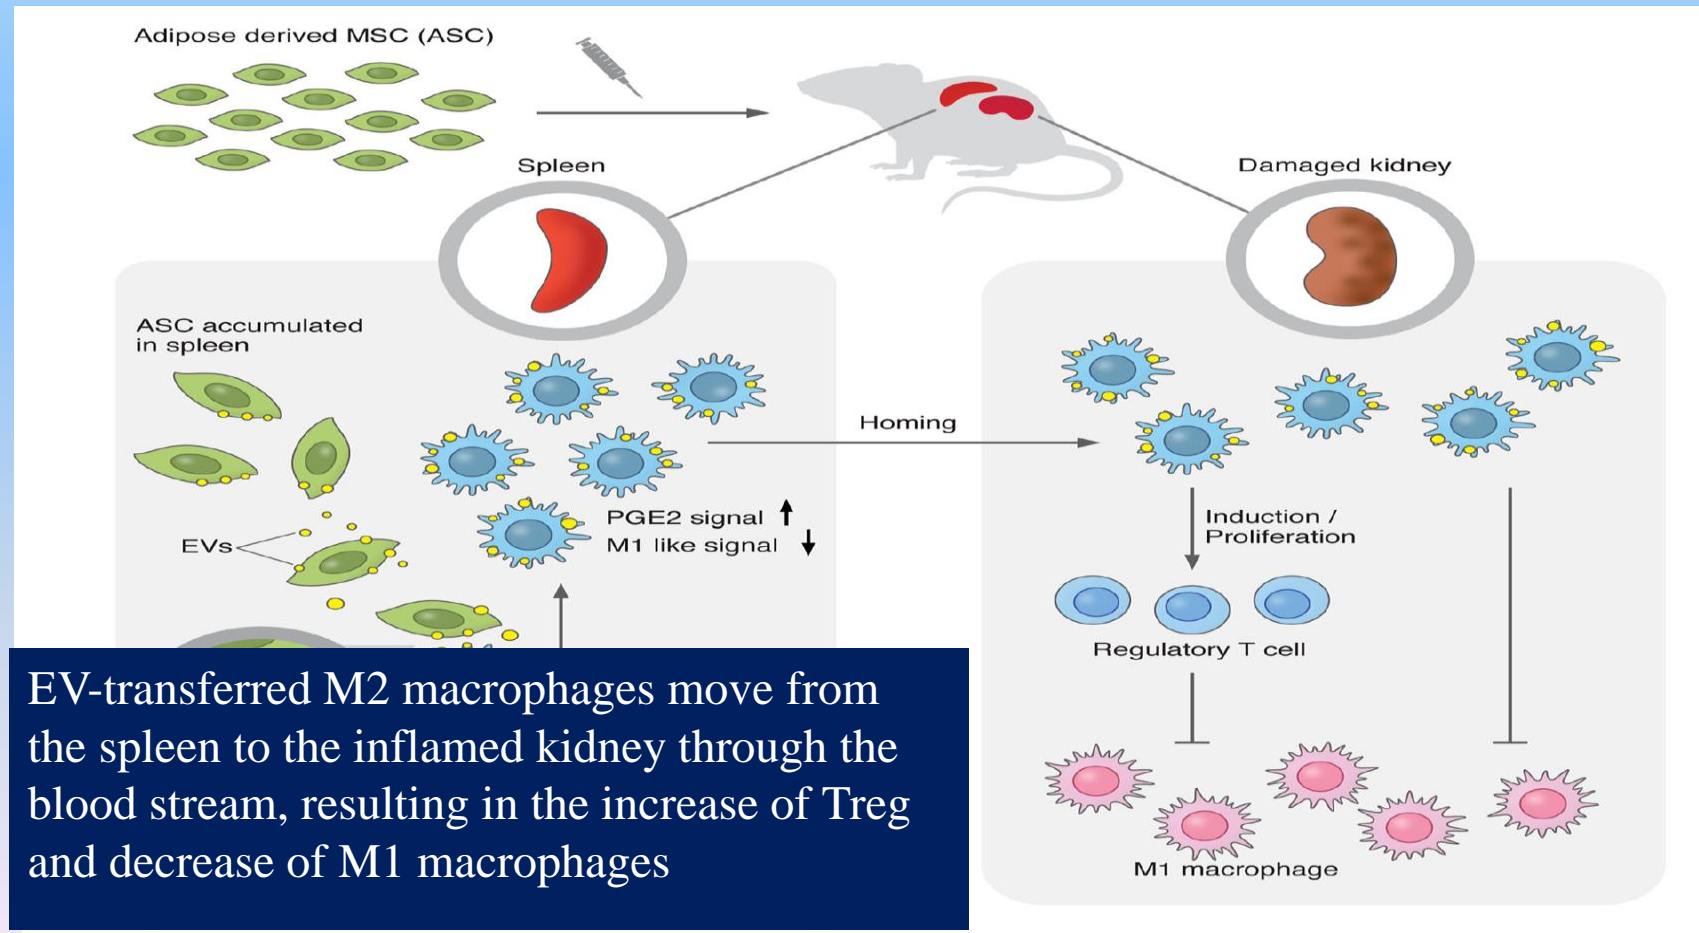 Adipose derived MSC (ASC)
Spleen
Damaged kidney
ASC accumulated
in spleen
Homing
PGE2 signal
M1 like signal
EVs
Induction /
Proliferation
Regulatory T cell
M1 macrophage
EV-transferred M2 macrophages move from
the spleen to the inflamed kidney through the
blood stream, resulting in the increase of Treg
and decrease of M1 macrophages